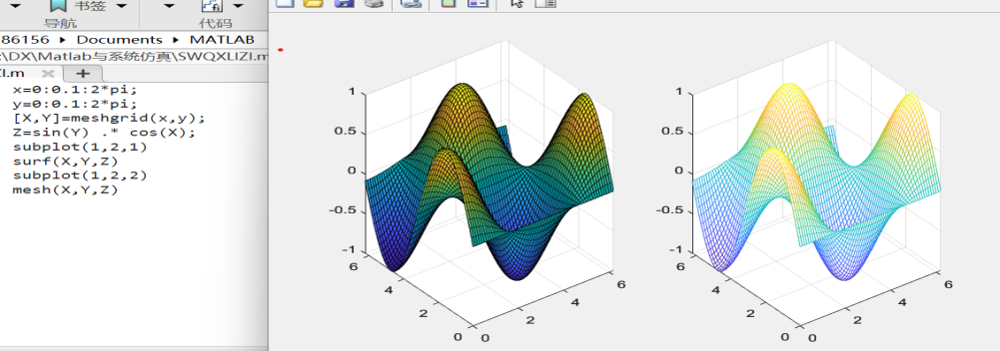 书签
导航
代码
86156 ▸ Documents ▸ MATLAB
:\DX\Matlab与系统仿真\SWQXLIZI.m
ZI.m × +
x=0:0.1:2*pi;
y=0:0.1:2*pi;
[X,Y]=meshgrid(x,y);
Z=sin(Y) .* cos(X);
subplot(1,2,1)
surf(X,Y,Z)
subplot(1,2,2)
mesh(X,Y,Z)
1
0.5
0
-0.5
-1
6
4
2
0
0
2
4
6
1
0.5
0
-0.5
-1
6
4
2
0
0
2
4
6